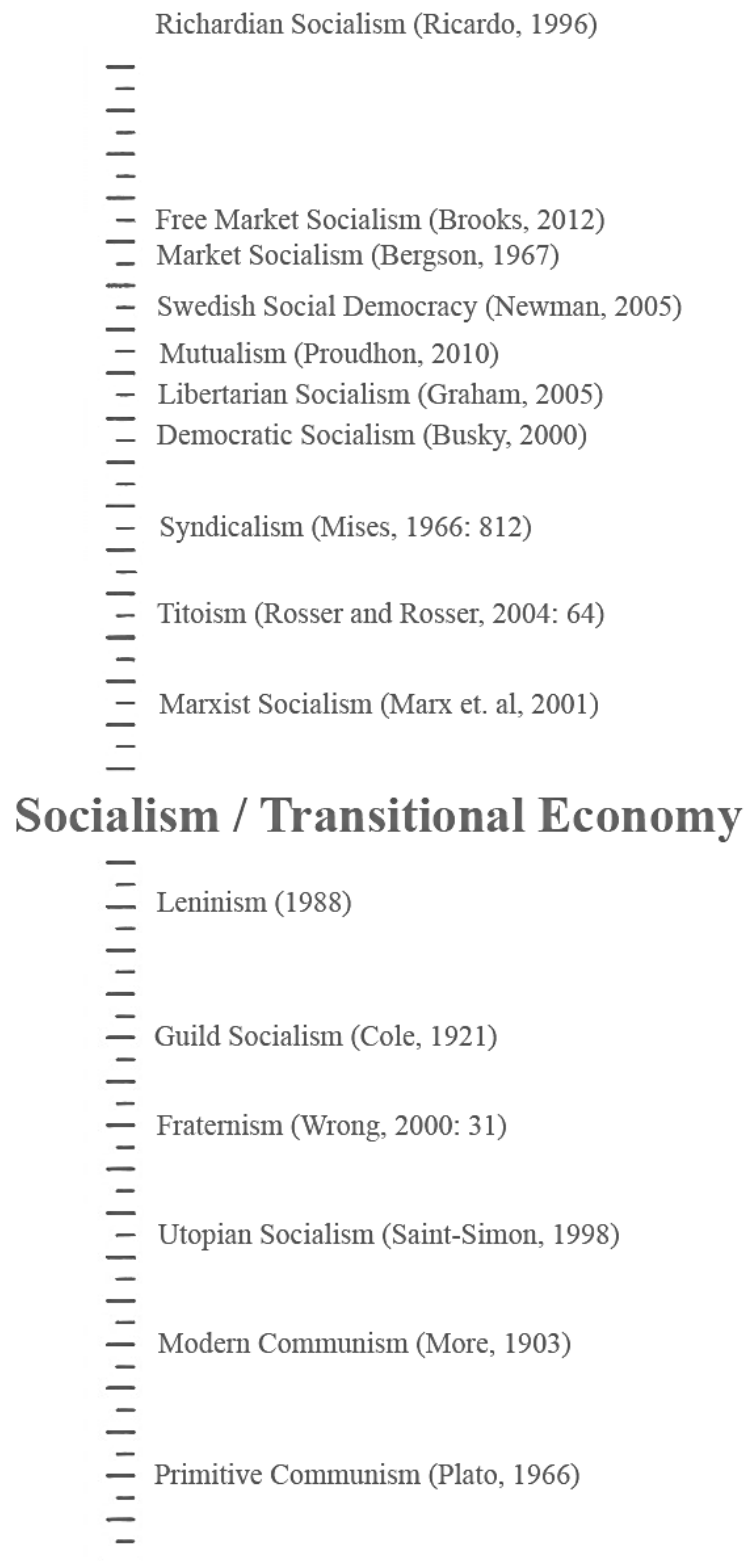 Richardian Socialism (Ricardo, 1996)
Free Market Socialism (Brooks, 2012)
Market Socialism (Bergson, 1967)
Swedish Social Democracy (Newman, 2005)
Mutualism (Proudhon, 2010)
Libertarian Socialism (Graham, 2005)
Democratic Socialism (Busky, 2000)
Syndicalism (Mises, 1966: 812)
Titoism (Rosser and Rosser, 2004: 64)
Marxist Socialism (Marx et. al, 2001)
Socialism / Transitional Economy
Leninism (1988)
Guild Socialism (Cole, 1921)
Fraternism (Wrong, 2000: 31)
Utopian Socialism (Saint-Simon, 1998)
Modern Communism (More, 1903)
Primitive Communism (Plato, 1966)